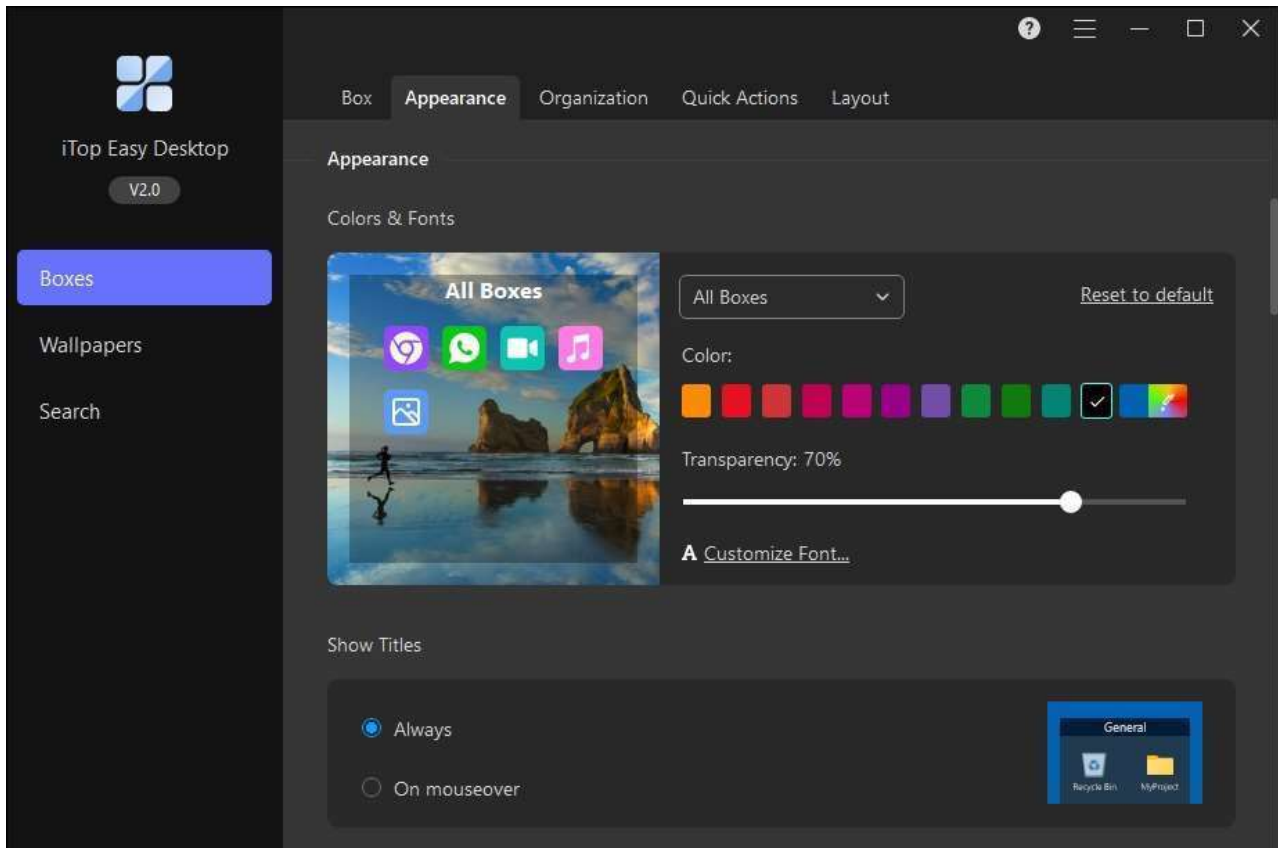 iTop Easy Desktop
V2.0
Boxes
Wallpapers
Search
Box
Appearance
Organization
Quick Actions
Layout
Appearance
Colors & Fonts
All Boxes
All Boxes
Reset to default
Color:
Transparency: 70%
A Customize Font...
Show Titles
Always
On mouseover
General
Recycle Bin
MyProject